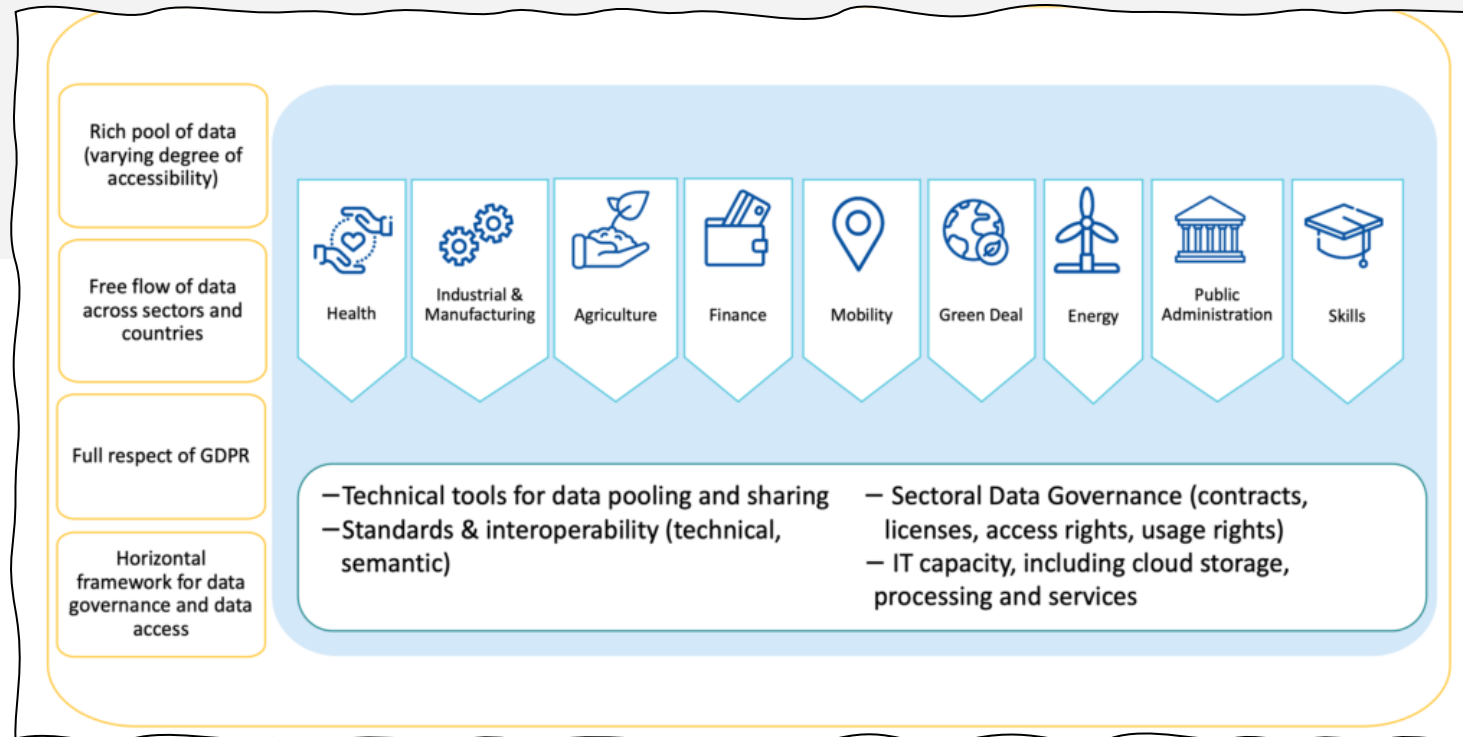 Rich pool of data
(varying degree of
accessibility)
Free flow of data
across sectors and
countries
Full respect of GDPR
Horizontal
framework for data
governance and data
access
Health
Industrial &
Manufacturing
Agriculture
Finance
Mobility
Green Deal
Energy
Public
Administration
Skills
—Technical tools for data pooling and sharing
—Standards & interoperability (technical,
semantic)
— Sectoral Data Governance (contracts,
licenses, access rights, usage rights)
— IT capacity, including cloud storage,
processing and services